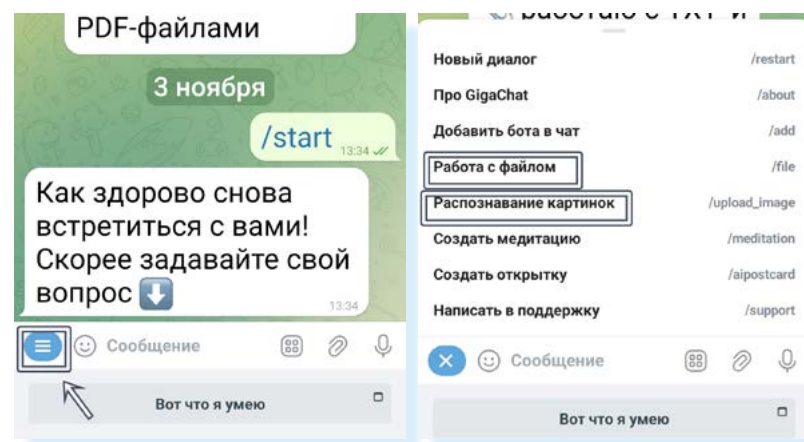 PDF-файлами
3 ноября
/start
13:34
Как здорово снова
встретиться с вами!
Скорее задавайте свой
вопрос
13:34
Сообщение
Вот что я умею
работаю с TXT и
Новый диалог /restart
Про GigaChat /about
Добавить бота в чат /add
Работа с файлом /file
Распознавание картинок /upload_image
Создать медитацию /meditation
Создать открытку /aipostcard
Написать в поддержку /support
Сообщение
Вот что я умею